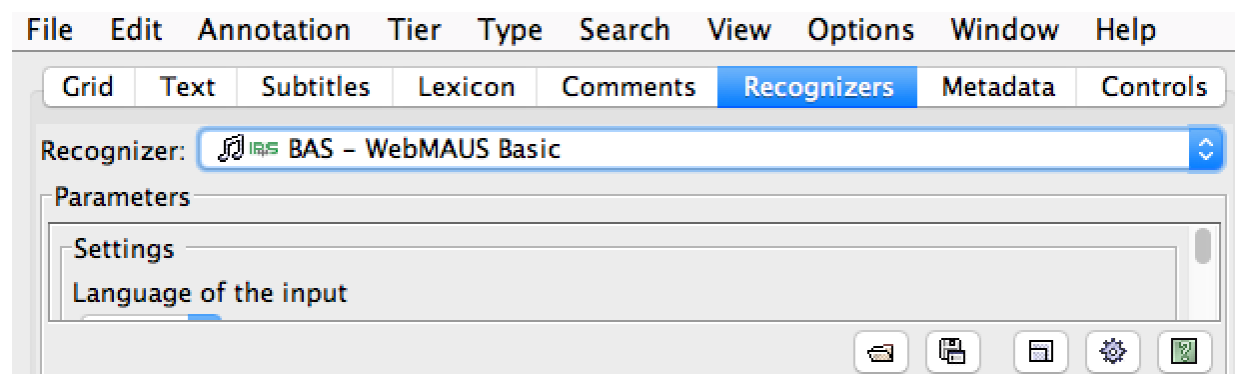 File Edit Annotation Tier Type Search View Options Window Help
Grid Text Subtitles Lexicon Comments Recognizers Metadata Controls
Recognizer: BAS – WebMAUS Basic
Parameters
Settings
Language of the input